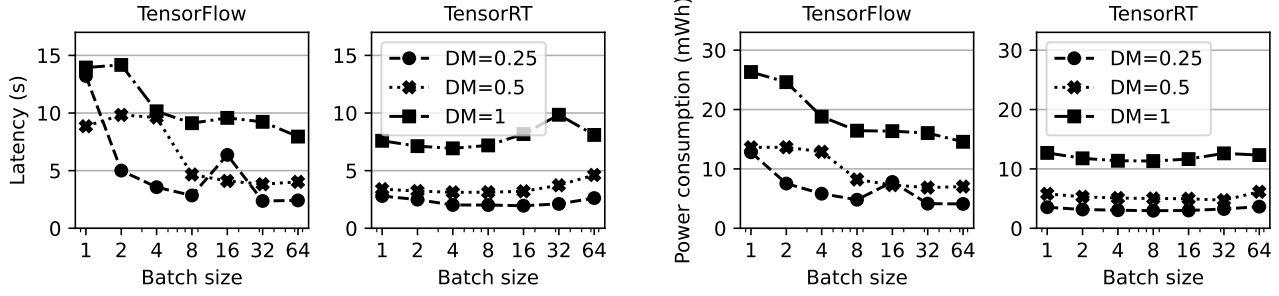 TensorFlow
TensorRT
TensorFlow
TensorRT
Latency (s)
15
10
5
0
1 2 4 8 16 32 64
Batch size
15
10
5
0
DM=0.25
DM=0.5
DM=1
1 2 4 8 16 32 64
Batch size
Power consumption (mWh)
30
20
10
0
1 2 4 8 16 32 64
Batch size
30
20
10
0
DM=0.25
DM=0.5
DM=1
1 2 4 8 16 32 64
Batch size